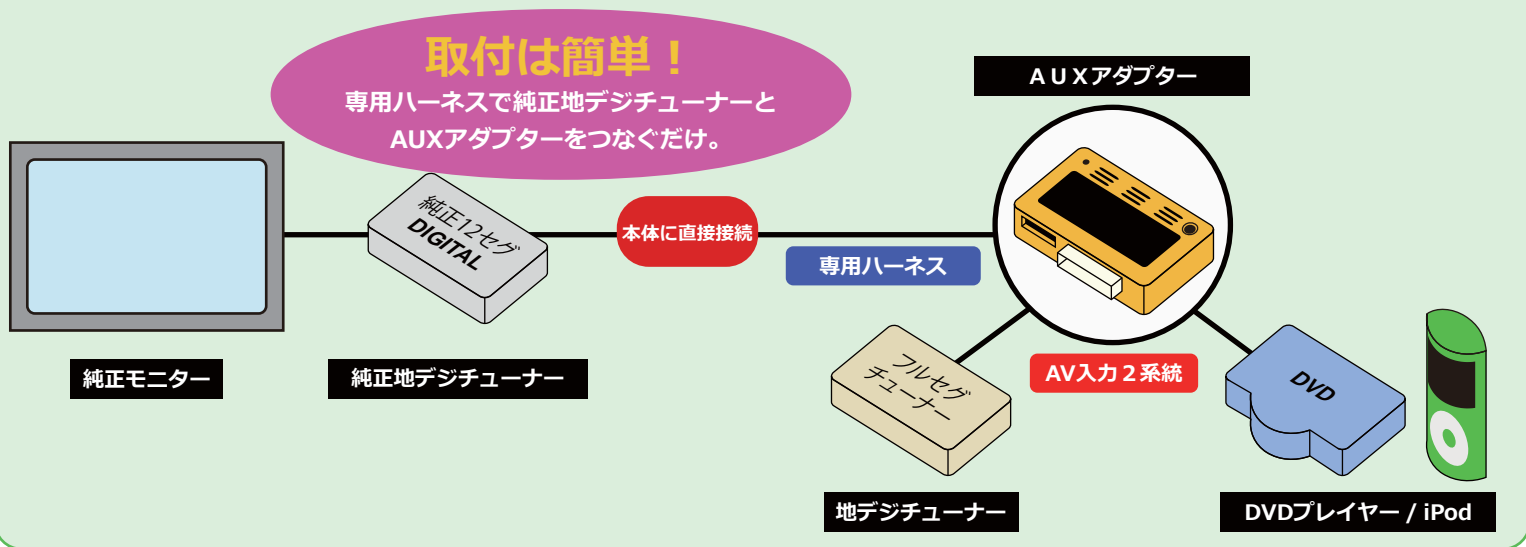 取付は簡単！
専用ハーネスで純正地デジチューナーと
AUXアダプターをつなぐだけ。
ＡＵＸアダプター
純正12セグ
DIGITAL
本体に直接接続
専用ハーネス
純正モニター
純正地デジチューナー
フルセグ
チューナー
AV入力２系統
DVD
地デジチューナー
DVDプレイヤー / iPod